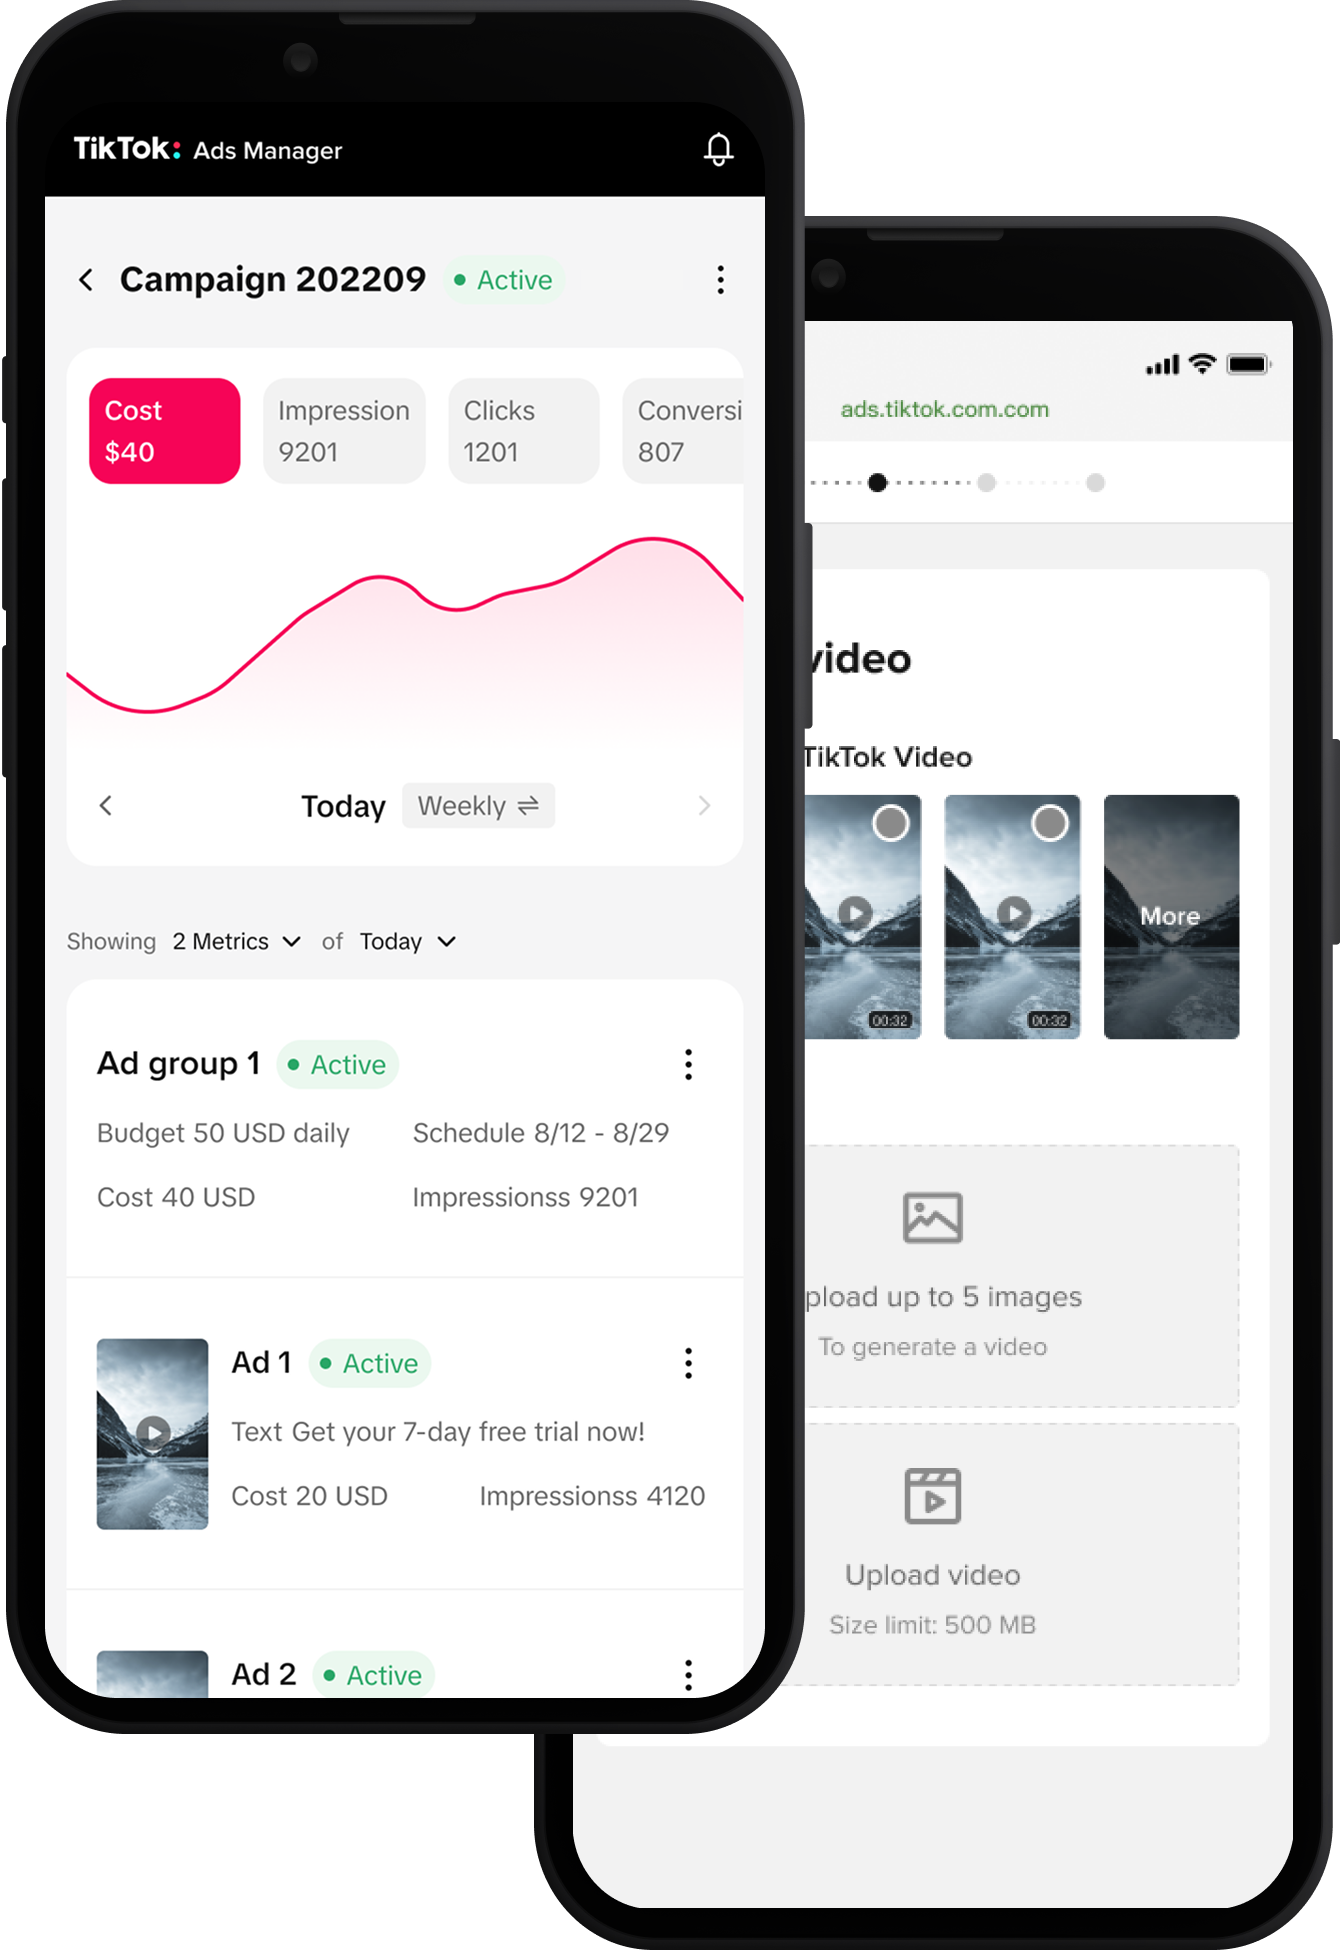 TikTok: Ads Manager
Campaign 202209 Active
Cost
$40
Impression
9201
Clicks
1201
Conversi
807
Today Weekly
Showing 2 Metrics of Today
Ad group 1 Active
Budget 50 USD daily Schedule 8/12 - 8/29
Cost 40 USD Impressionss 9201
Ad 1 Active
Text Get your 7-day free trial now!
Cost 20 USD Impressionss 4120
Ad 2 Active
ads.tiktok.com.com
video
TikTok Video
00:32
00:32
More
pload up to 5 images
To generate a video
Upload video
Size limit: 500 MB